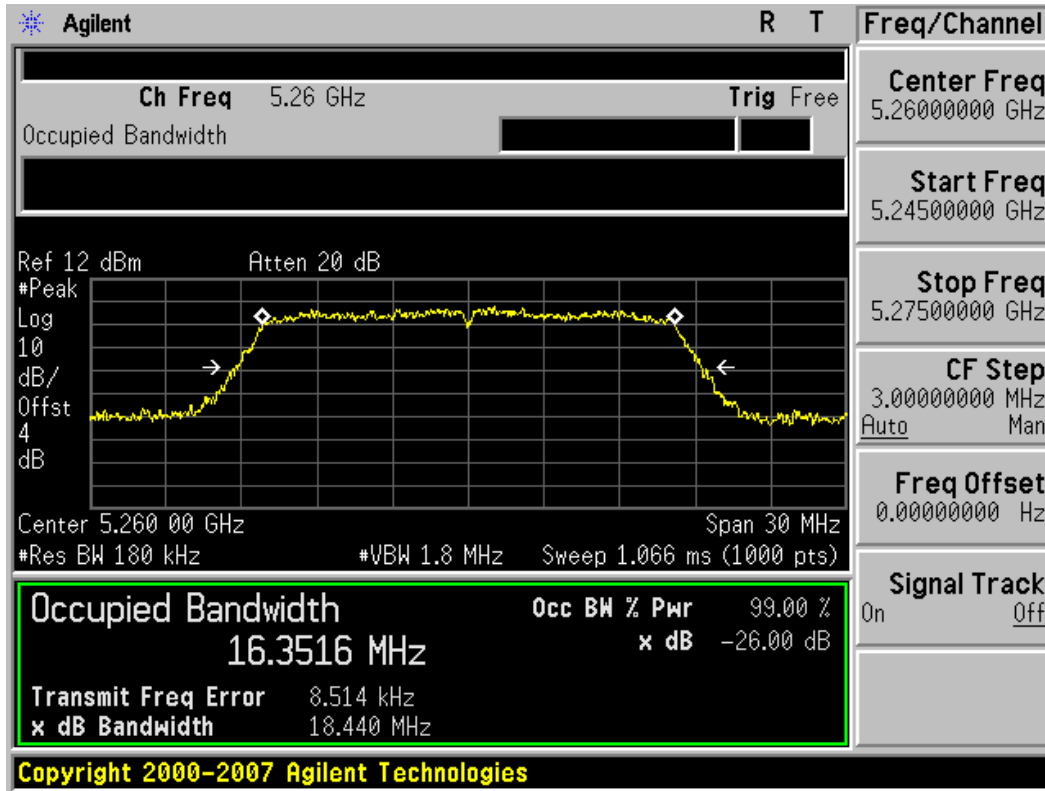 Agilent R T
Freq/Channel
Ch Freq 5.26 GHz Trig Free
Occupied Bandwidth
Ref 12 dBm Atten 20 dB
#Peak
Log
10
dB/
Offst
4
dB
Center 5.260 00 GHz Span 30 MHz
#Res BW 180 kHz #VBW 1.8 MHz Sweep 1.066 ms (1000 pts)
Occupied Bandwidth
16.3516 MHz
Occ BW % Pwr 99.00 %
x dB -26.00 dB
Transmit Freq Error 8.514 kHz
x dB Bandwidth 18.440 MHz
Copyright 2000-2007 Agilent Technologies
Center Freq
5.26000000 GHz
Start Freq
5.24500000 GHz
Stop Freq
5.27500000 GHz
CF Step
3.00000000 MHz
Auto Man
Freq Offset
0.00000000 Hz
Signal Track
On Off